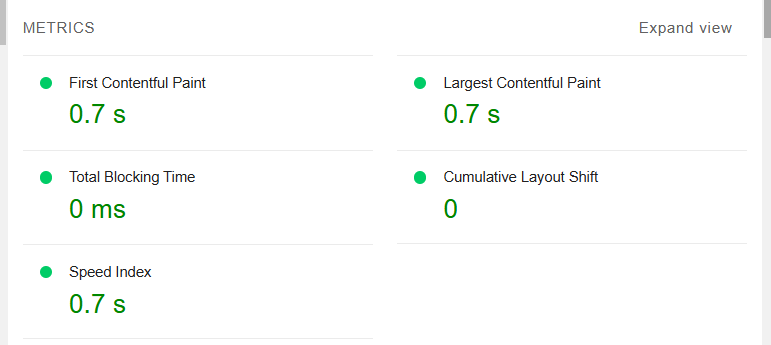 METRICS
Expand view
First Contentful Paint
0.7 s
Largest Contentful Paint
0.7 s
Total Blocking Time
0 ms
Cumulative Layout Shift
0
Speed Index
0.7 s